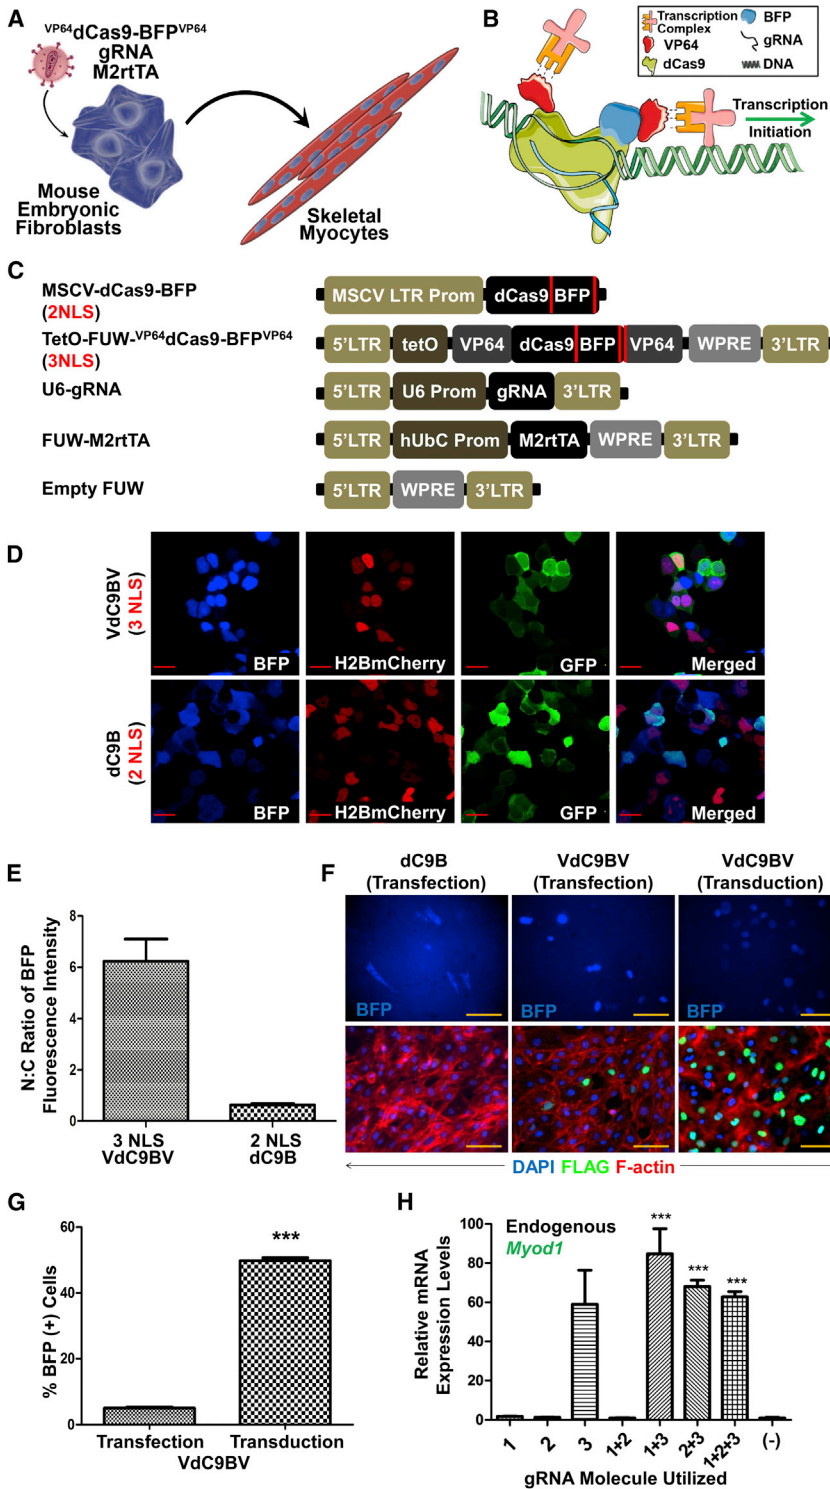 A
VP64dCas9-BFPVP64
gRNA
M2rtTA
Mouse
Embryonic
Fibroblasts
Skeletal
Myocytes
B
Transcription
Complex
VP64
dCas9
BFP
gRNA
DNA
Transcription
Initiation
C
MSCV-dCas9-BFP
(2NLS)
MSCV LTR Prom dCas9 BFP
TetO-FUW-VP64dCas9-BFPVP64
(3NLS)
5'LTR tetO VP64 dCas9 BFP VP64 WPRE 3'LTR
U6-gRNA
5'LTR U6 Prom gRNA 3'LTR
FUW-M2rtTA
5'LTR hUbC Prom M2rtTA WPRE 3'LTR
Empty FUW
5'LTR WPRE 3'LTR
D
VdC9BV
(3 NLS)
BFP H2BmCherry GFP Merged
dC9B
(2 NLS)
BFP H2BmCherry GFP Merged
E
N:C Ratio of BFP
Fluorescence Intensity
8
6
4
2
0
3 NLS
VdC9BV
2 NLS
dC9B
F
dC9B
(Transfection)
VdC9BV
(Transfection)
VdC9BV
(Transduction)
BFP BFP BFP
DAPI FLAG F-actin
G
% BFP (+) Cells
60
40
20
0
***
Transfection Transduction
VdC9BV
H
Endogenous
Myod1
Relative mRNA
Expression Levels
100
80
60
40
20
0
*** *** ***
1 2 3 1+2 1+3 2+3 1+2+3 (-)
gRNA Molecule Utilized